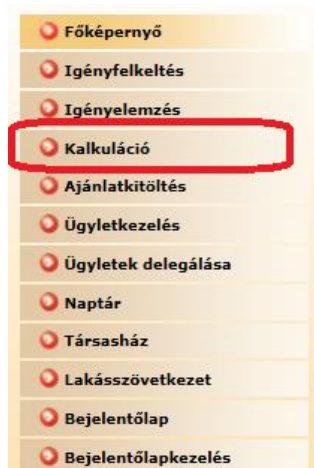 Főképernyő
Igényfelkeltés
Igényelemzés
Kalkuláció
Ajánlatkitöltés
Ügyletkezelés
Ügyletek delegálása
Naptár
Társasház
Lakásszövetkezet
Bejelentőlap
Bejelentőlapkezelés